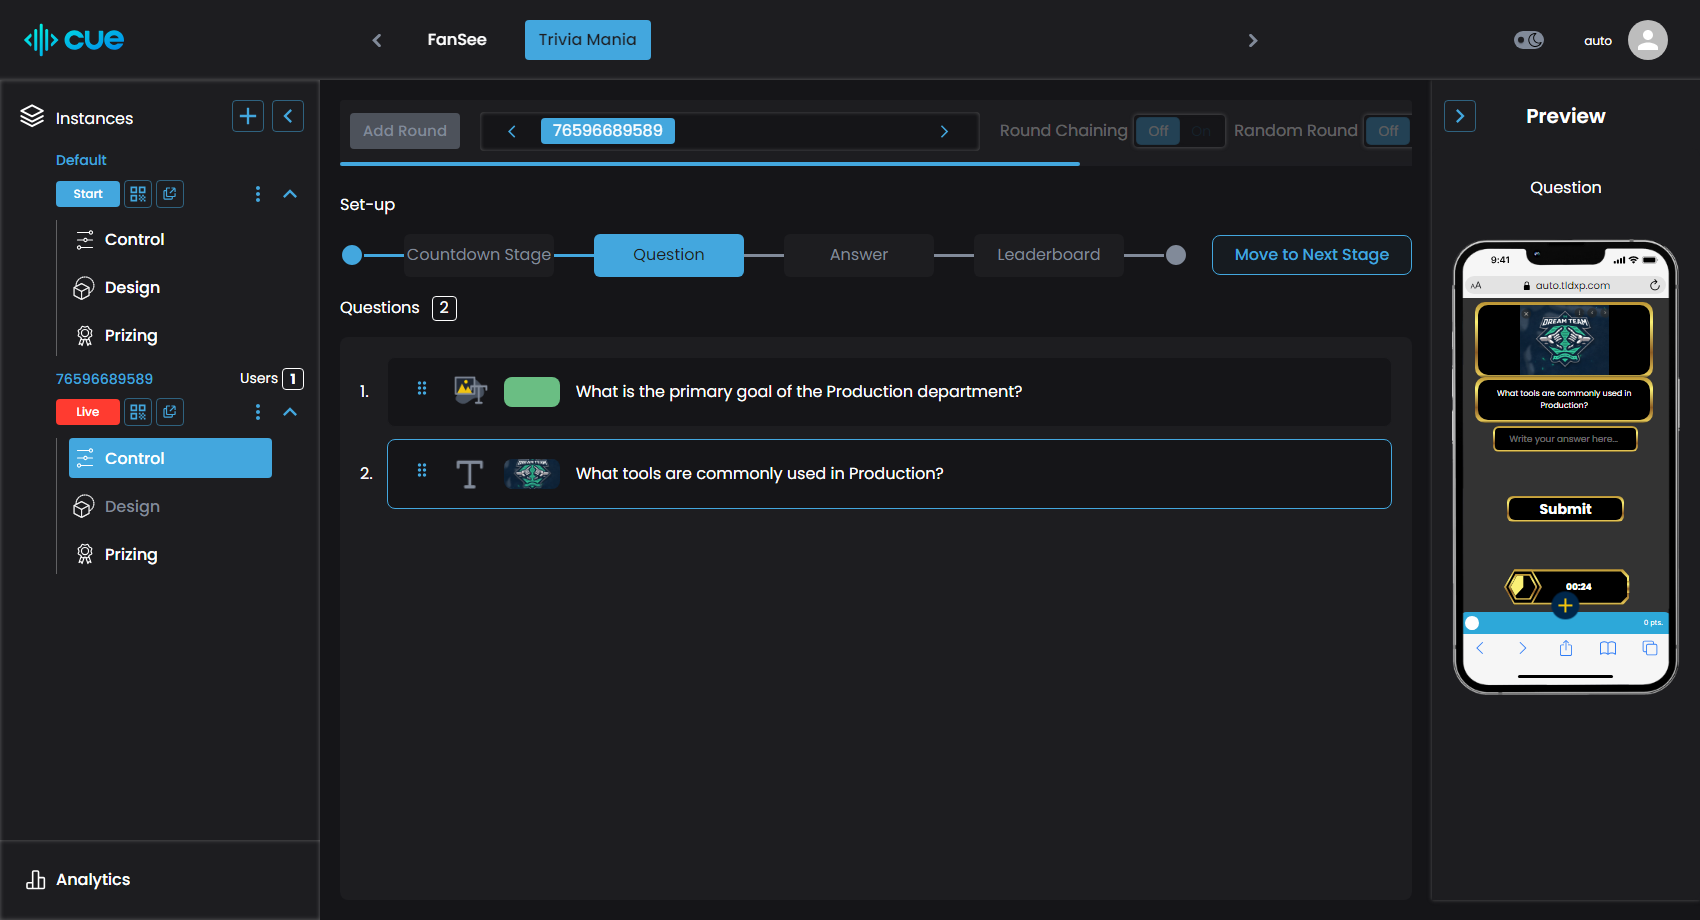 cue
FanSee
Trivia Mania
auto
Instances
Default
Start
Control
Design
Prizing
76596689589
Users 1
Live
Control
Design
Prizing
Analytics
Add Round
76596689589
Round Chaining
Off
On
Random Round
Off
Set-up
Countdown Stage
Question
Answer
Leaderboard
Move to Next Stage
Questions 2
1.
What is the primary goal of the Production department?
2.
T
What tools are commonly used in Production?
Preview
Question
9:41
AA
auto.tldxp.com
DREAM TEAM
What tools are commonly used in
Production?
Write your answer here...
Submit
00:24
0 pts.